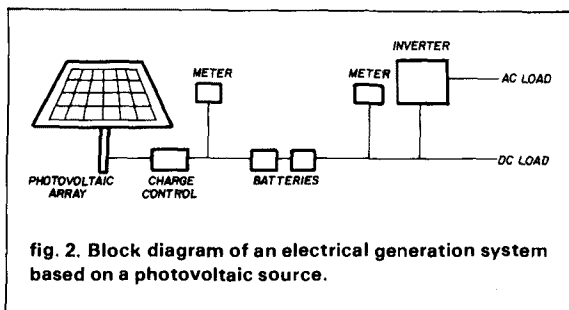 INVERTER
METER
METER
AC LOAD
DC LOAD
PHOTOVOLTAIC
ARRAY
CHARGE
CONTROL
BATTERIES
fig. 2. Block diagram of an electrical generation system
based on a photovoltaic source.